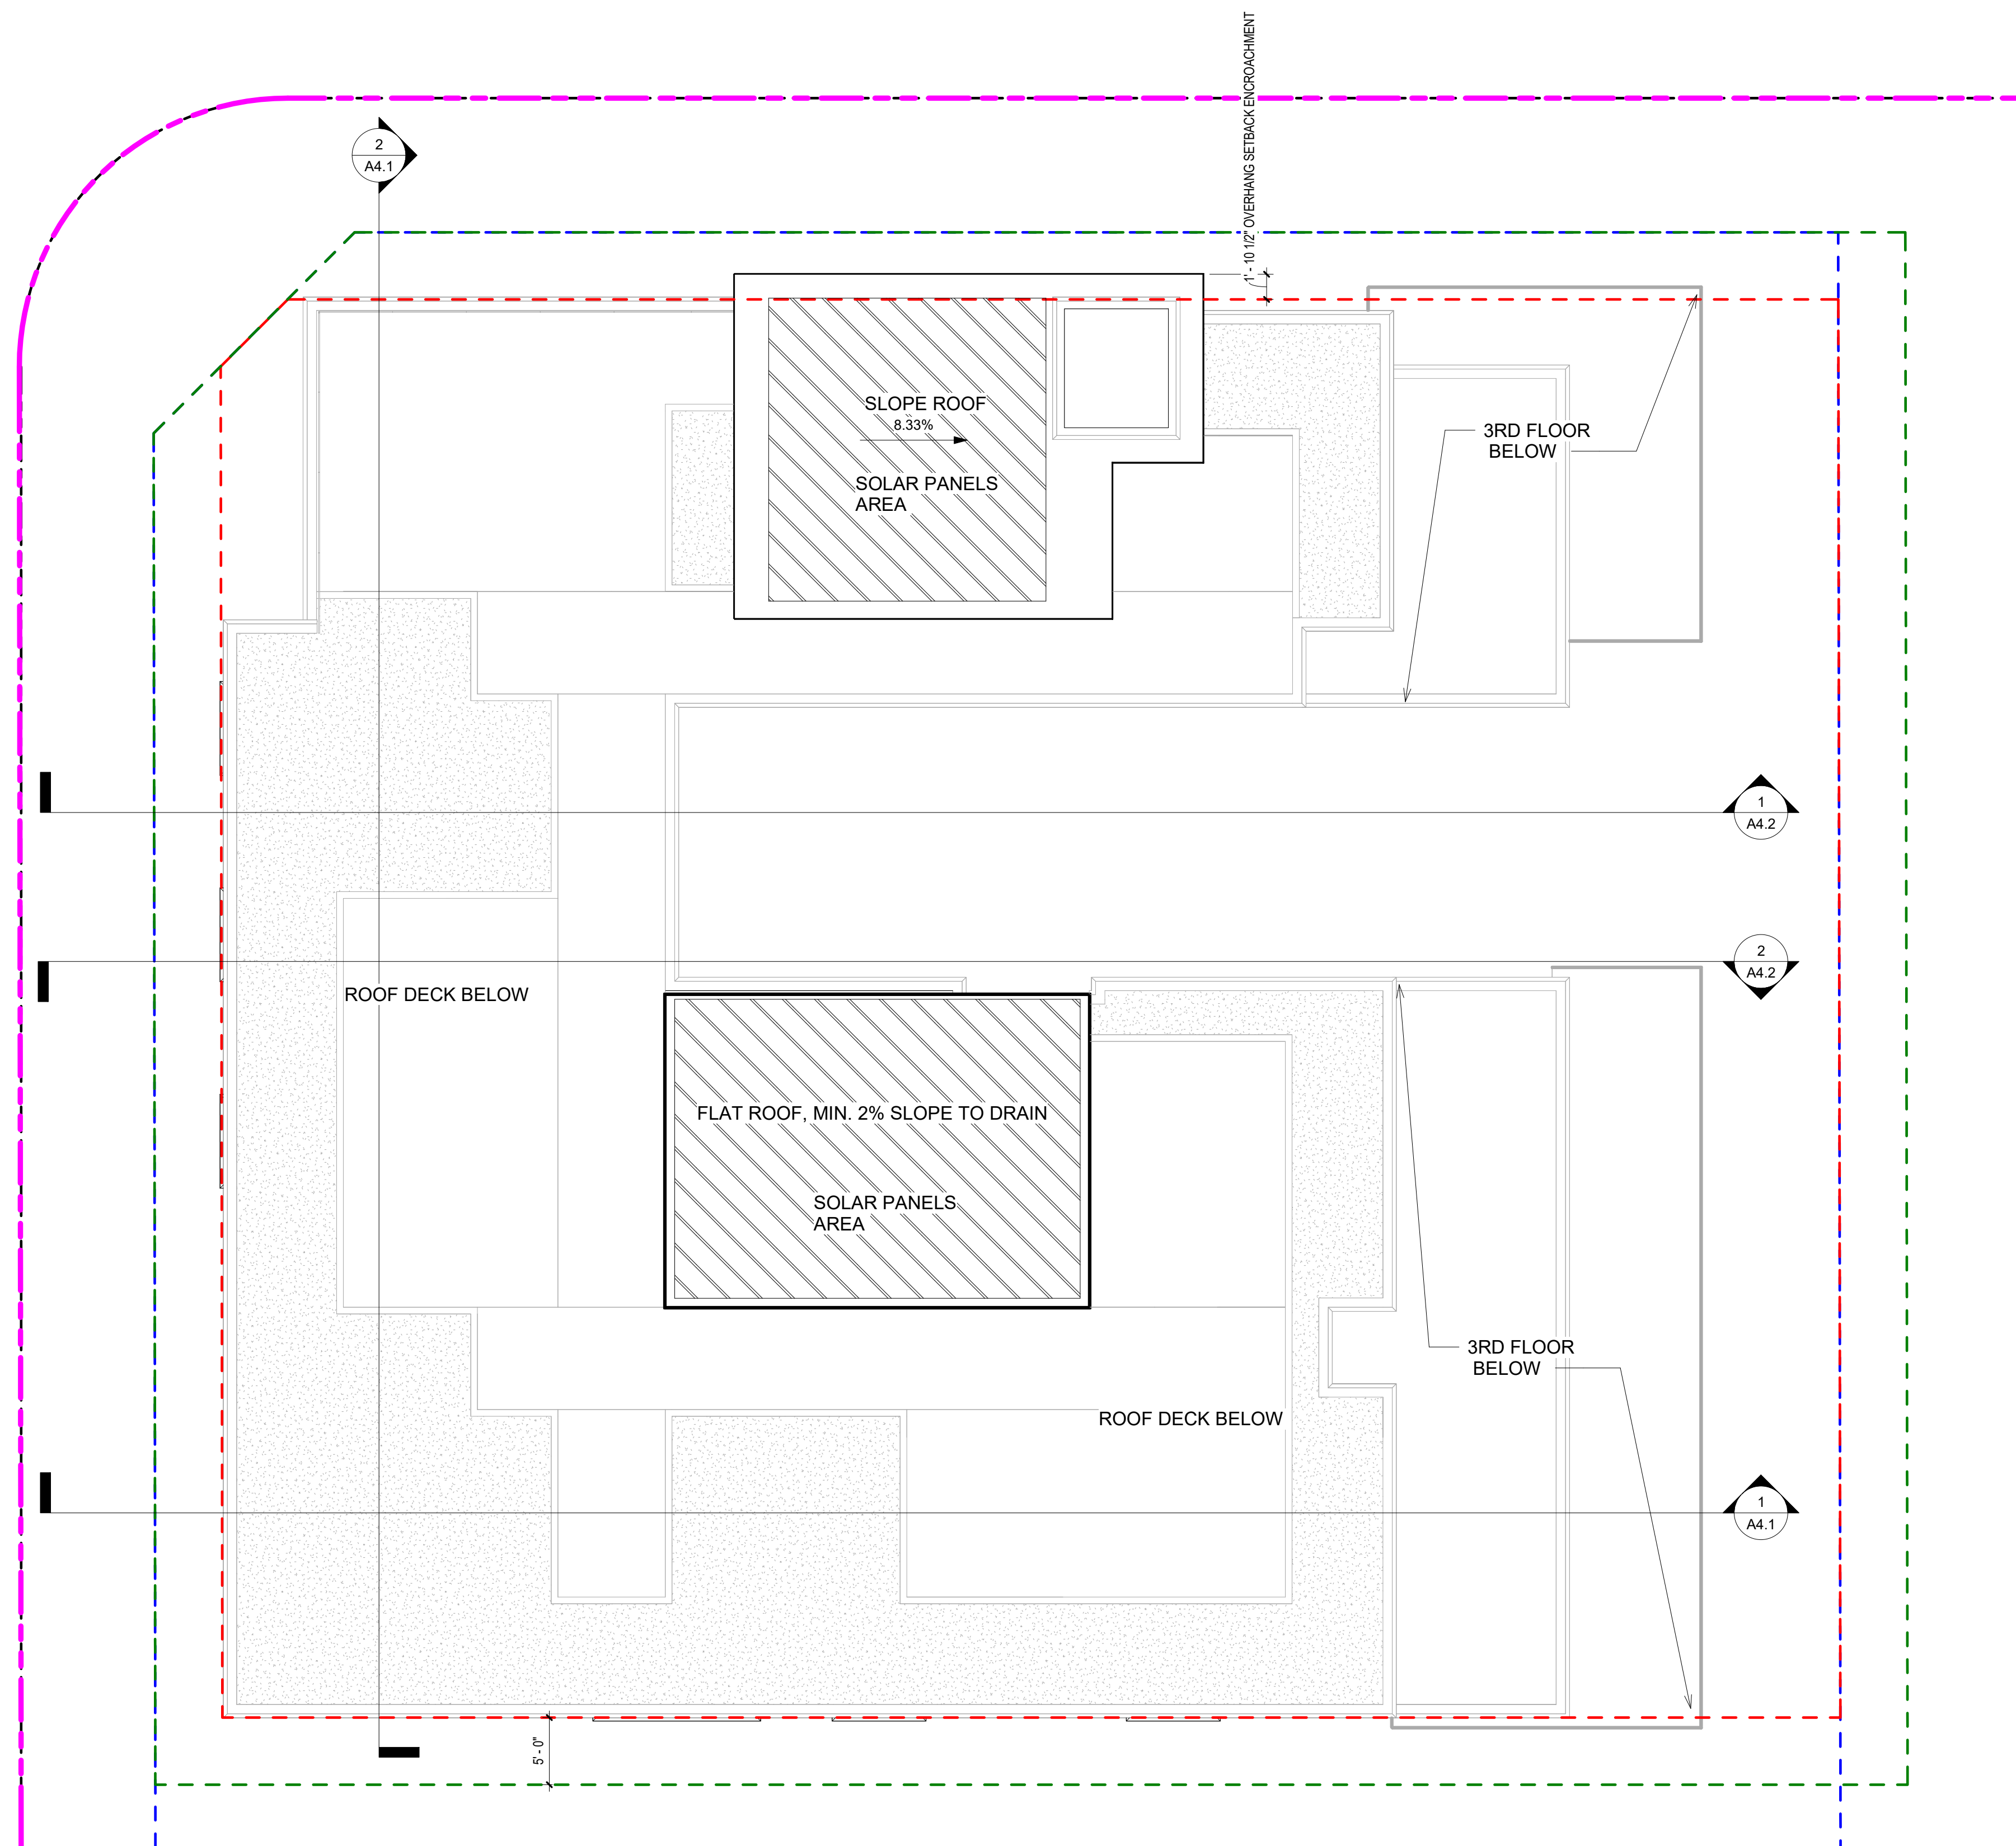 1' - 10 1/2" OVERHANG SETBACK ENCROACHMENT
2
A4.1
SLOPE ROOF
8.33%
SOLAR PANELS
AREA
3RD FLOOR
BELOW
1
A4.2
2
A4.2
ROOF DECK BELOW
FLAT ROOF, MIN. 2% SLOPE TO DRAIN
SOLAR PANELS
AREA
3RD FLOOR
BELOW
ROOF DECK BELOW
1
A4.1
5' - 0"